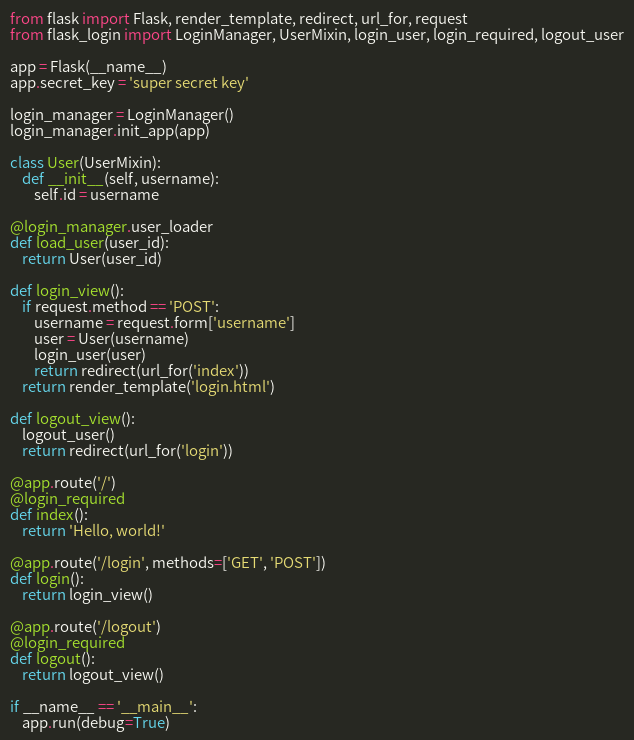 from flask import Flask, render_template, redirect, url_for, request
from flask_login import LoginManager, UserMixin, login_user, login_required, logout_user

app = Flask(__name__)
app.secret_key = 'super secret key'

login_manager = LoginManager()
login_manager.init_app(app)

class User(UserMixin):
    def __init__(self, username):
        self.id = username

@login_manager.user_loader
def load_user(user_id):
    return User(user_id)

def login_view():
    if request.method == 'POST':
        username = request.form['username']
        user = User(username)
        login_user(user)
        return redirect(url_for('index'))
    return render_template('login.html')

def logout_view():
    logout_user()
    return redirect(url_for('login'))

@app.route('/')
@login_required
def index():
    return 'Hello, world!'

@app.route('/login', methods=['GET', 'POST'])
def login():
    return login_view()

@app.route('/logout')
@login_required
def logout():
    return logout_view()

if __name__ == '__main__':
    app.run(debug=True)